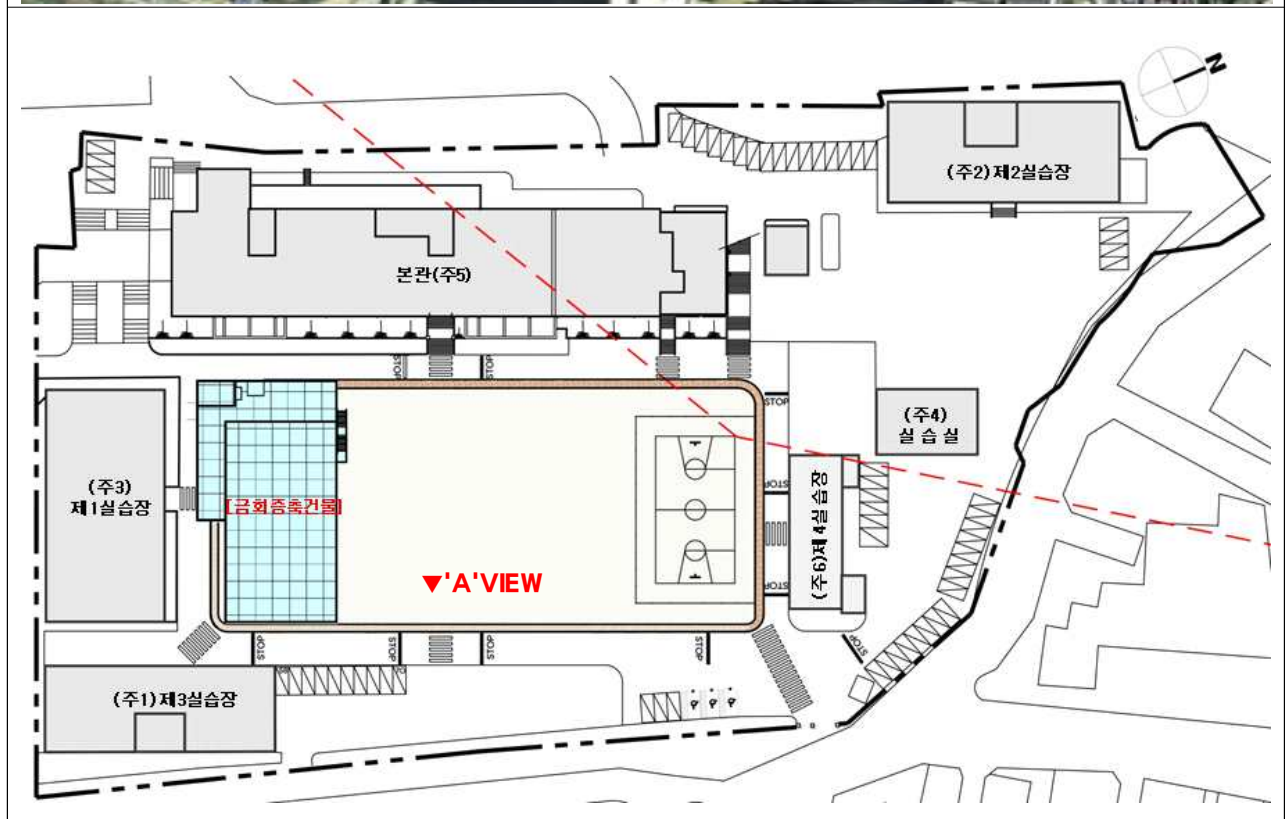 N
(주2)제2실습장
본관(주5)
STOP
STOP
STOP
(주4)
실 습 실
(주3)
제1실습장
[금회증축건물]
(주6)제4실습장
STOP
▼'A'VIEW
STOP
STOP
STOP
STOP
STOP
STOP
(주1)제3실습장